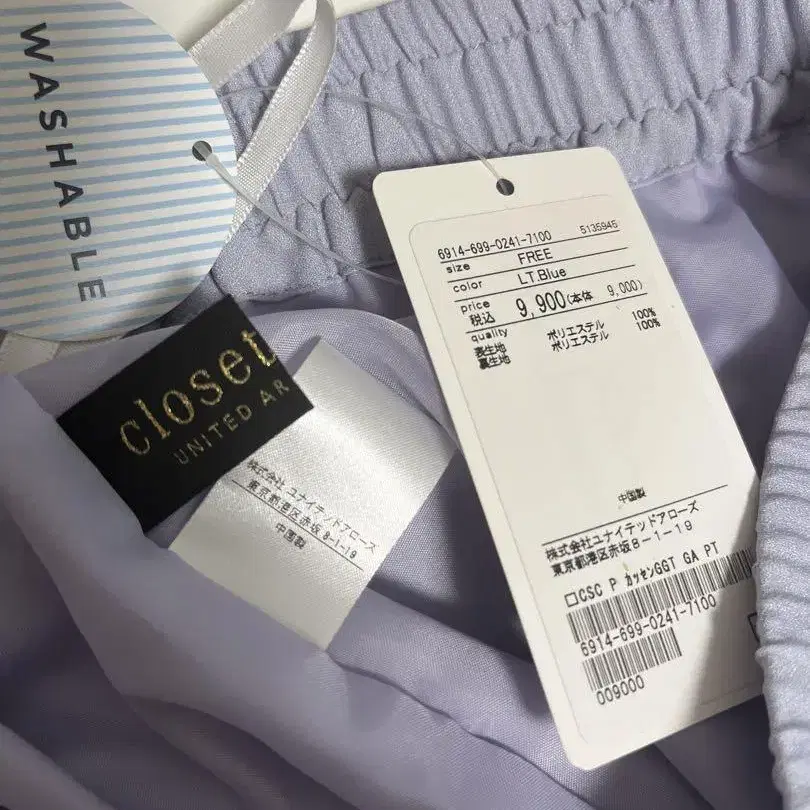 WASHABLE
closet
UNITED AR
株式会社 ユナイテッドアローズ
東京都港区赤坂8-1-19
中国製
6914-699-0241-7100 5135945
size FREE
color LT.Blue
price 税込 9,900(本体 9,000)
quality
表生地 ポリエステル 100%
裏生地 ポリエステル 100%
中国製
株式会社ユナイテッドアローズ
東京都港区赤坂8-1-19
□CSC P カッセンGGT GA PT
6914-699-0241-7100
009000